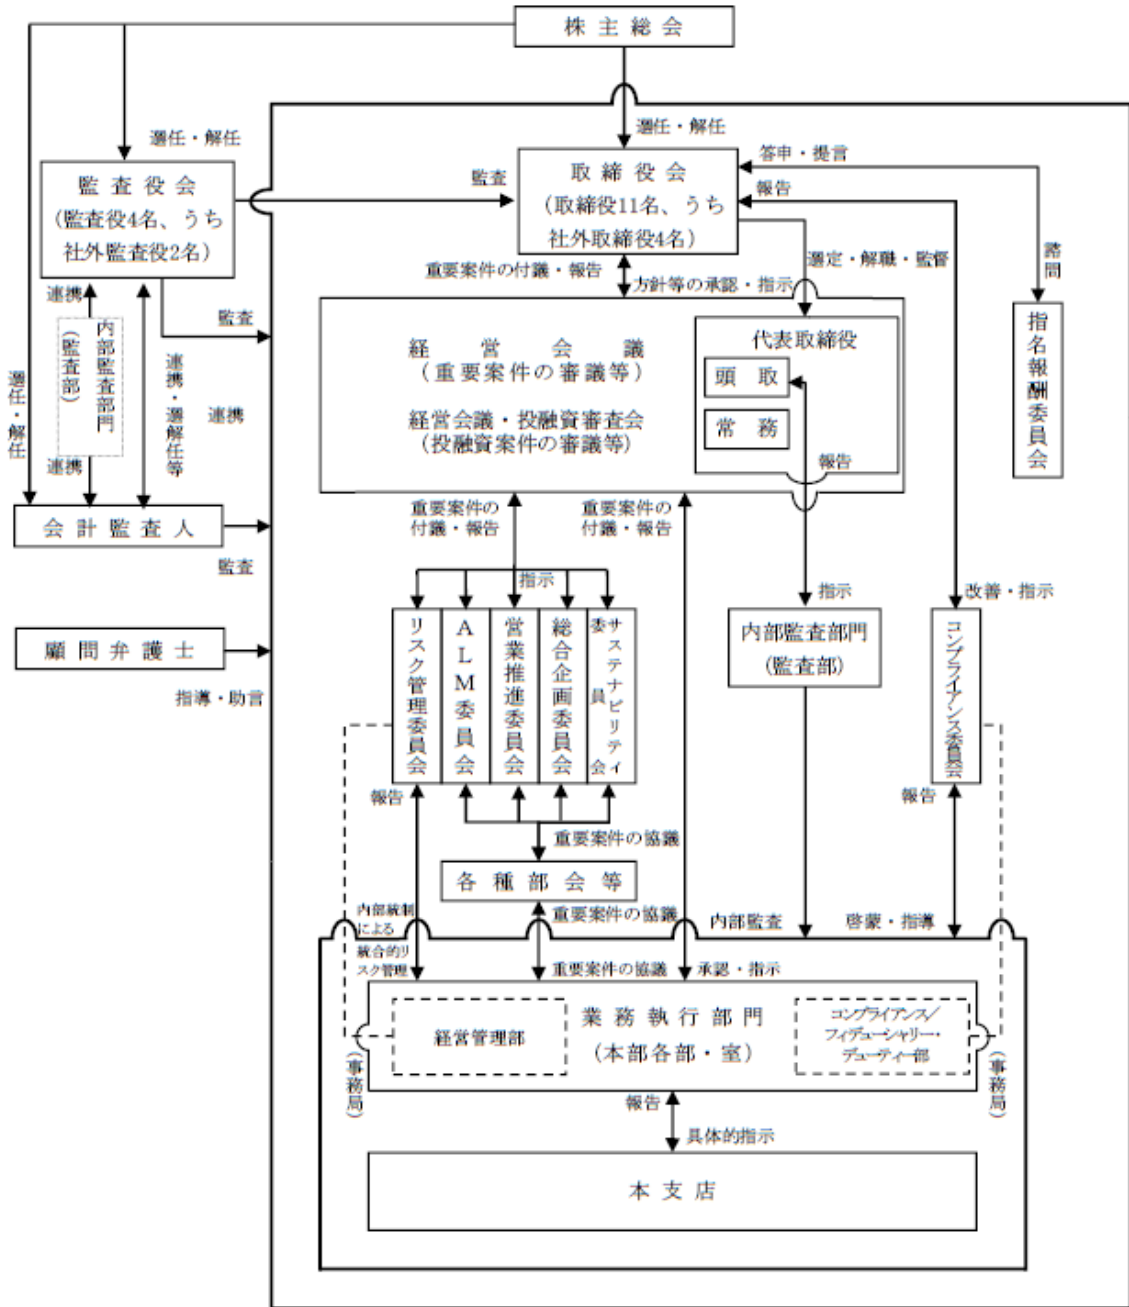 株主総会
選任・解任
選任・解任
答申・提言
監査役会
(監査役4名、うち
社外監査役2名)
監査
取締役会
(取締役11名、うち
社外取締役4名)
報告
選定・解職・監督
諮問
重要案件の付議・報告
方針等の承認・指示
連携
監査
内部監査部門
(監査部)
連携・選解任等
連携
選任・解任
連携
経営会議
(重要案件の審議等)
経営会議・投融資審査会
(投融資案件の審議等)
代表取締役
頭取
常務
報告
指名報酬委員会
会計監査人
監査
重要案件の
付議・報告
重要案件の
付議・報告
指示
指示
改善・指示
顧問弁護士
指導・助言
リスク管理委員会
ALM委員会
営業推進委員会
総合企画委員会
サステナビリティ
委員会
内部監査部門
(監査部)
コンプライアンス委員会
報告
報告
重要案件の協議
各種部会等
内部統制
による
統合的リ
スク管理
重要案件の協議
内部監査
啓蒙・指導
重要案件の協議
承認・指示
経営管理部
業務執行部門
(本部各部・室)
コンプライアンス/
フィデューシャリー・
デューティー部
(事務局)
(事務局)
報告
具体的指示
本支店